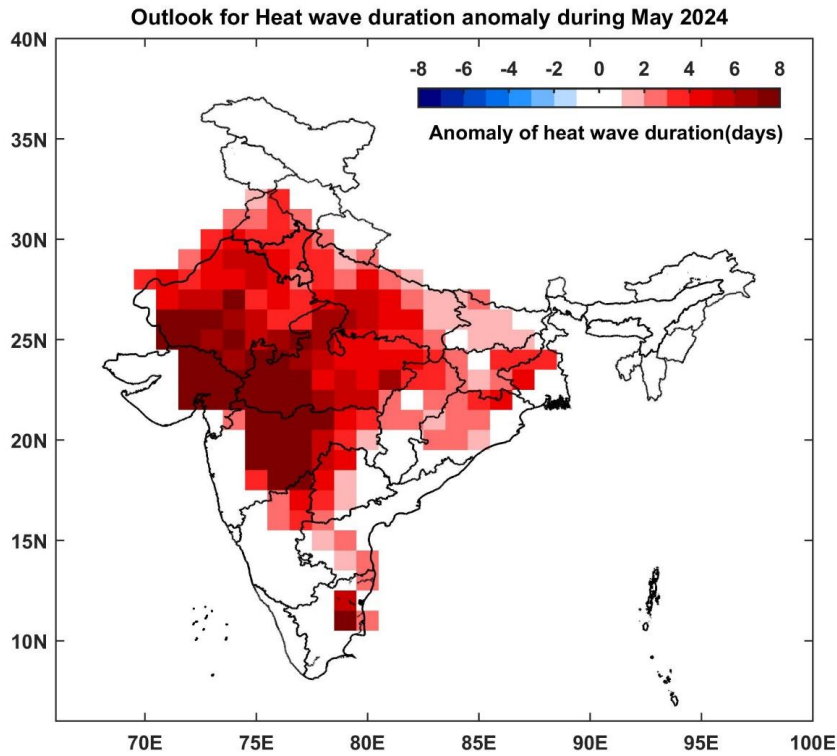 Outlook for Heat wave duration anomaly during May 2024
40N
-8 -6 -4 -2 0 2 4 6 8
Anomaly of heat wave duration(days)
35N
30N
25N
20N
15N
10N
70E 75E 80E 85E 90E 95E 100E